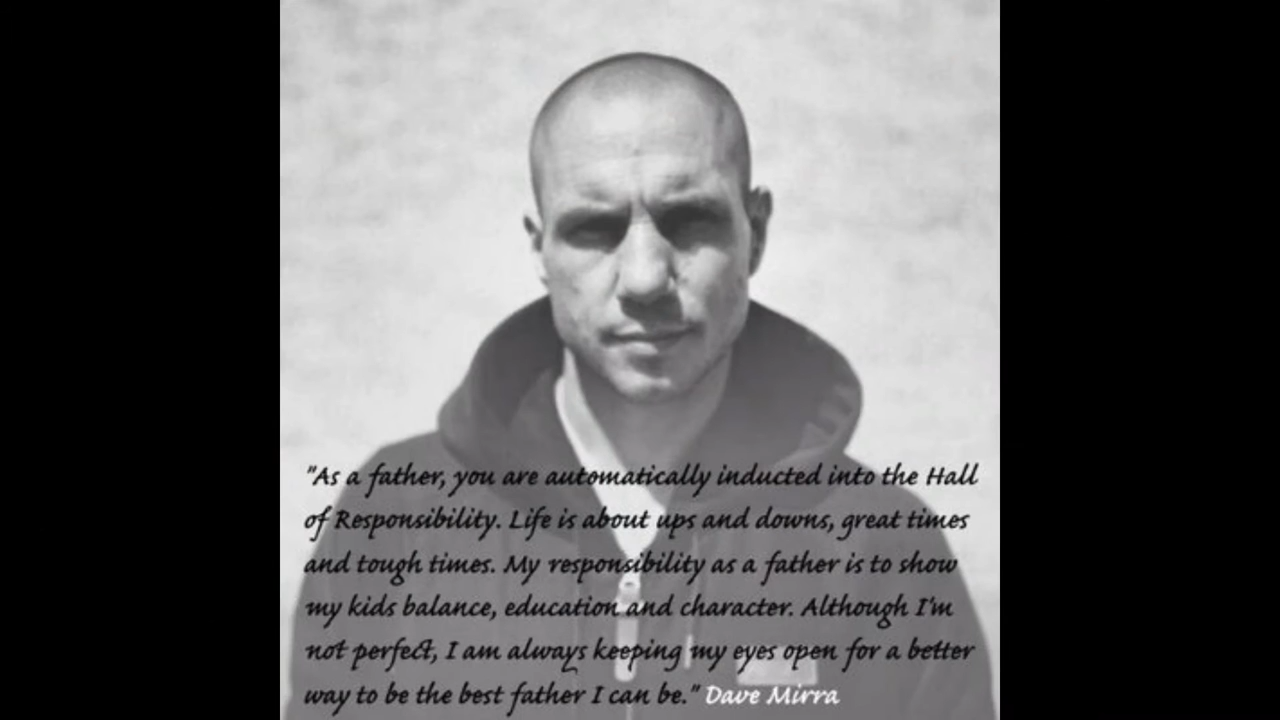 "As a father, you are automatically inducted into the Hall
of Responsibility. Life is about ups and downs, great times
and tough times. My responsibility as a father is to show
my kids balance, education and character. Although I'm
not perfect, I am always keeping my eyes open for a better
way to be the best father I can be." Dave Mirra